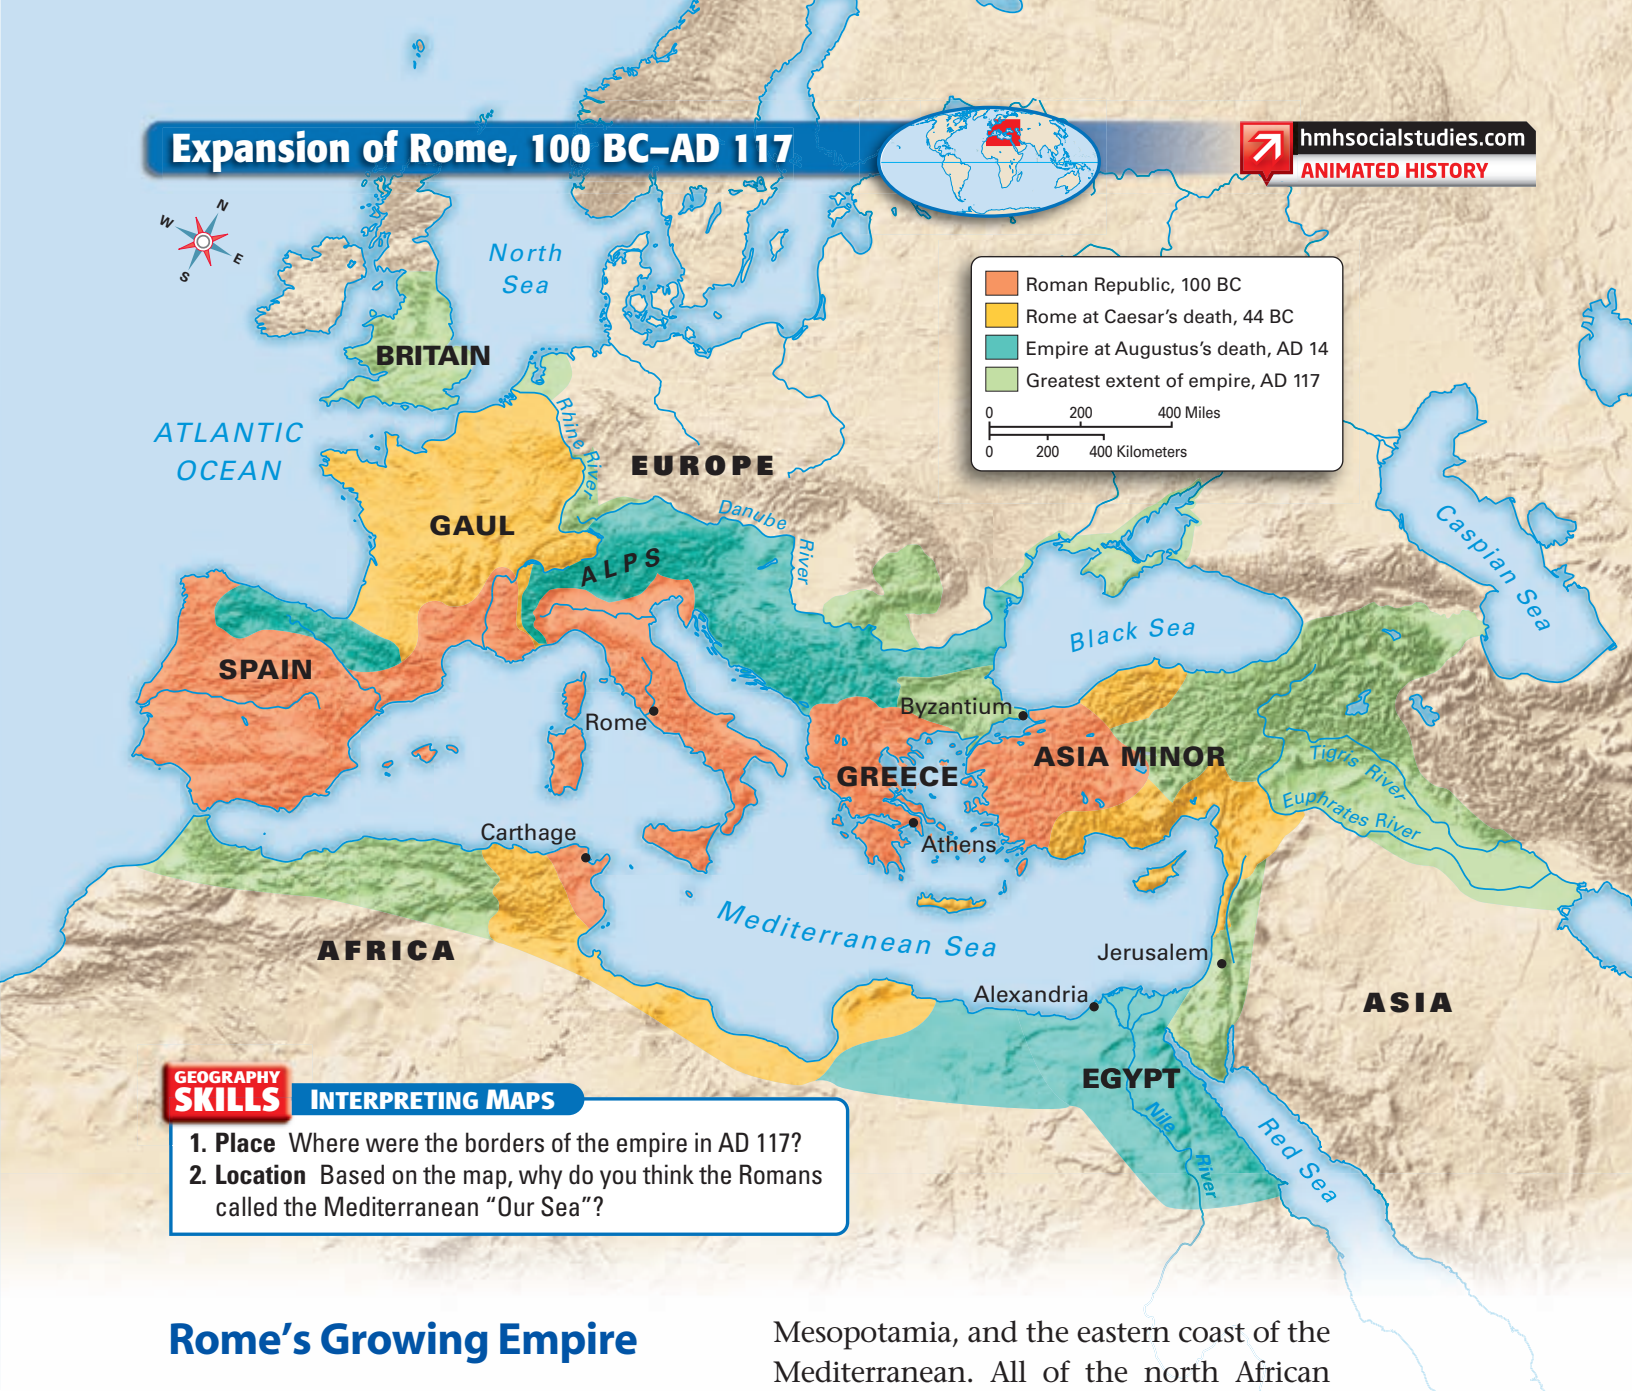 Expansion of Rome, 100 BC–AD 117
hmhsocialstudies.com
ANIMATED HISTORY
N
W
E
S
North
Sea
Roman Republic, 100 BC
Rome at Caesar's death, 44 BC
Empire at Augustus's death, AD 14
Greatest extent of empire, AD 117
0 200 400 Miles
0 200 400 Kilometers
BRITAIN
ATLANTIC
OCEAN
Rhine River
EUROPE
GAUL
Danube River
ALPS
Caspian Sea
Black Sea
SPAIN
Rome
Byzantium
ASIA MINOR
GREECE
Tigris River
Euphrates River
Carthage
Athens
Mediterranean Sea
AFRICA
Jerusalem
Alexandria
ASIA
EGYPT
Nile River
Red Sea
GEOGRAPHY
SKILLS
INTERPRETING MAPS
1. Place Where were the borders of the empire in AD 117?
2. Location Based on the map, why do you think the Romans
called the Mediterranean "Our Sea"?
Rome's Growing Empire
Mesopotamia, and the eastern coast of the
Mediterranean. All of the north African